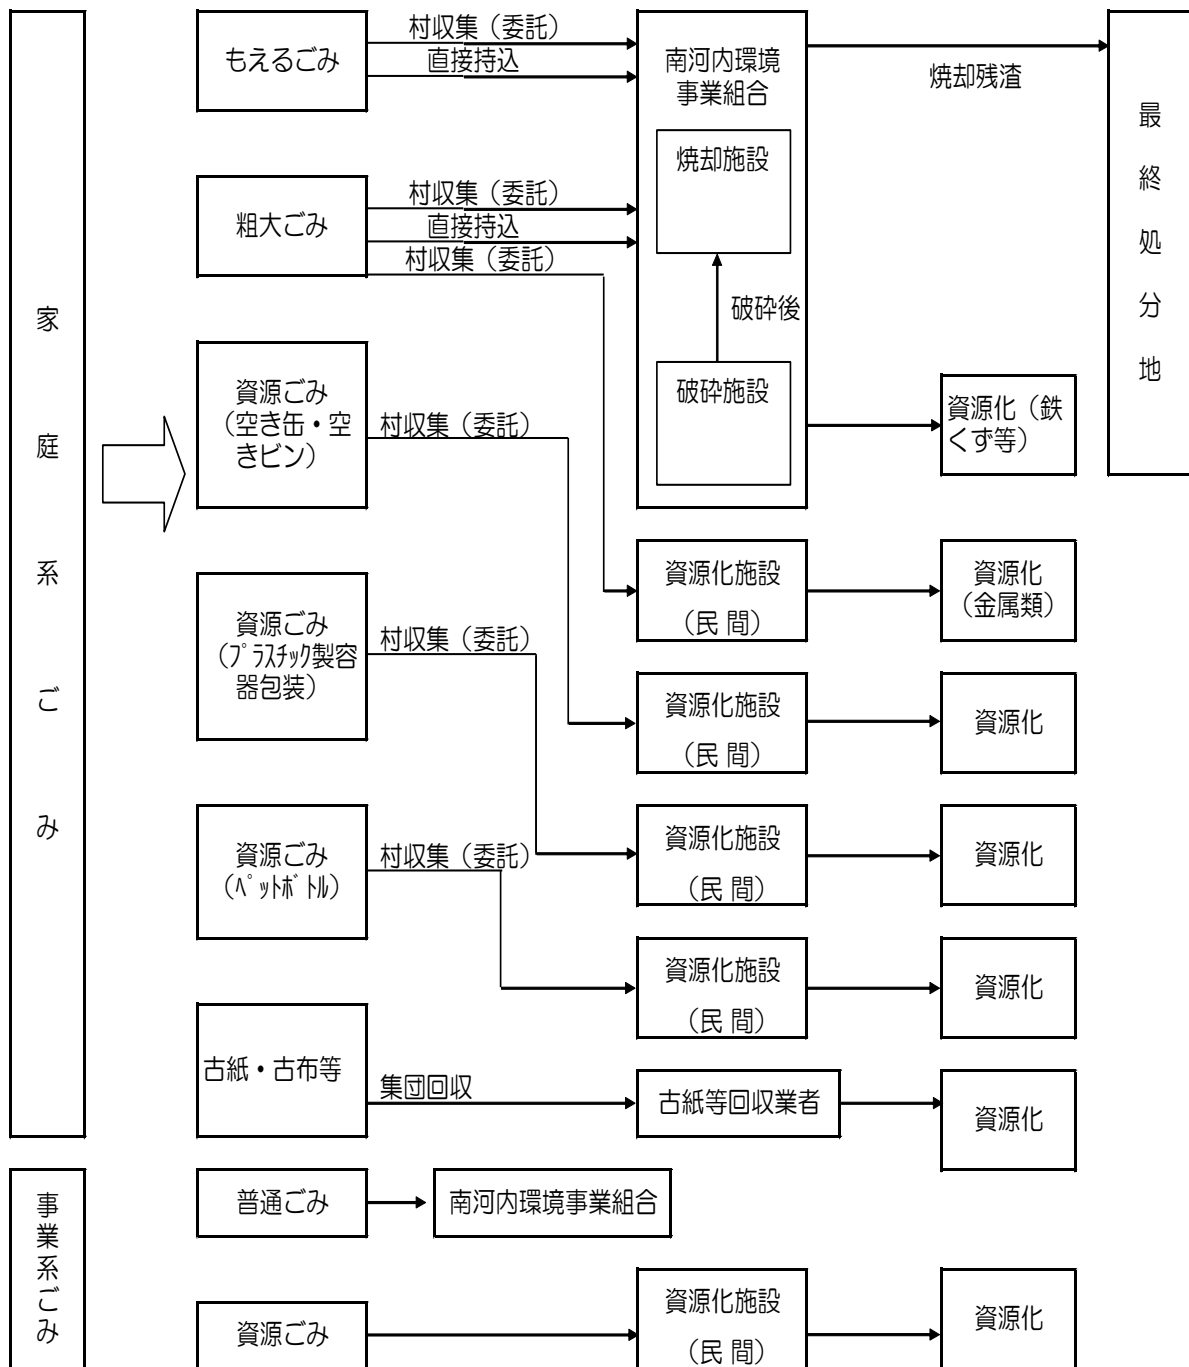 家庭系ごみ
もえるごみ
村収集（委託）
直接持込
南河内環境
事業組合
焼却施設
破砕後
破砕施設
焼却残渣
最終処分地
粗大ごみ
村収集（委託）
直接持込
村収集（委託）
資源化（鉄
くず等）
資源ごみ
（空き缶・空
きビン）
村収集（委託）
資源化施設
（民 間）
資源化
（金属類）
資源ごみ
（ﾌﾟﾗｽﾁｯｸ製容
器包装）
村収集（委託）
資源化施設
（民 間）
資源化
資源ごみ
（ﾍﾟｯﾄﾎﾞﾄﾙ）
村収集（委託）
資源化施設
（民 間）
資源化
資源化施設
（民 間）
資源化
古紙・古布等
集団回収
古紙等回収業者
資源化
事業系ごみ
普通ごみ
南河内環境事業組合
資源ごみ
資源化施設
（民 間）
資源化